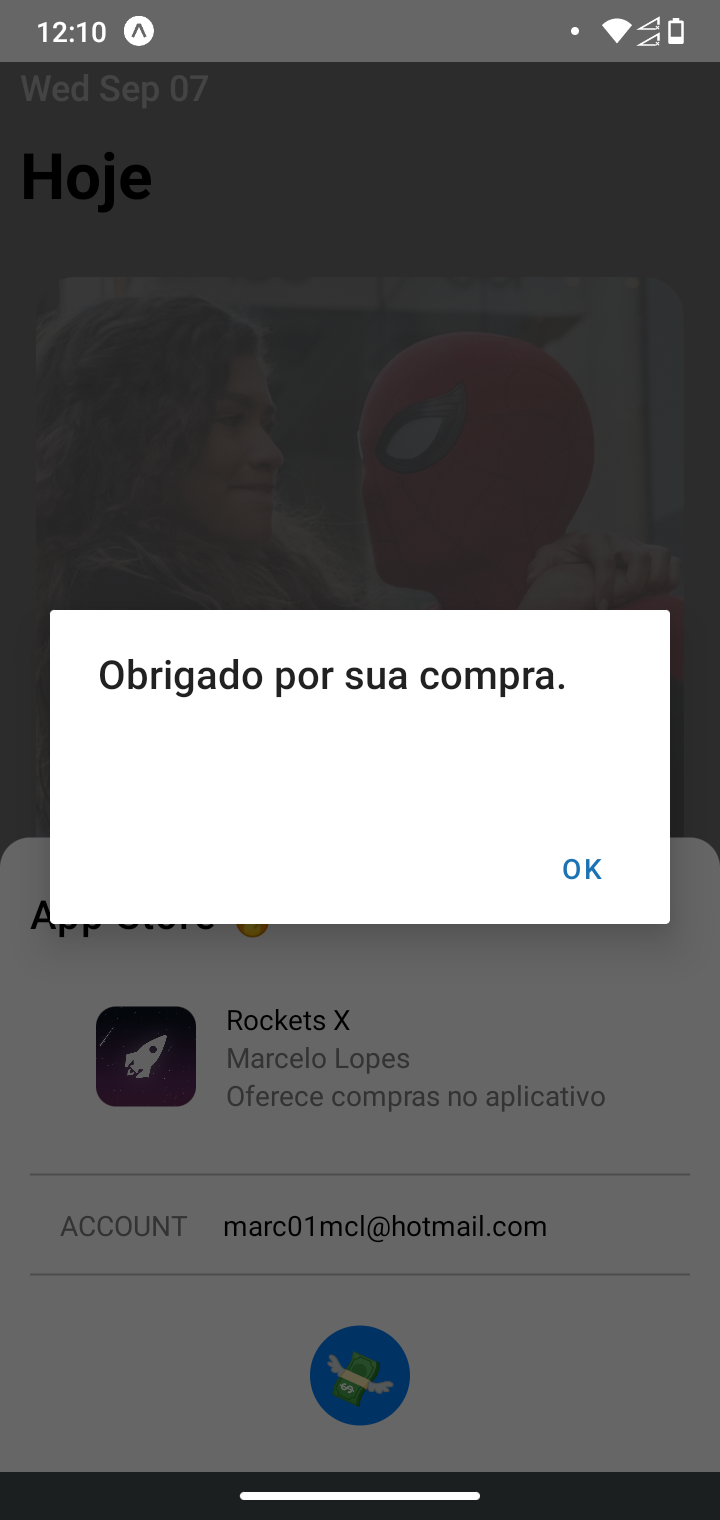 12:10
Wed Sep 07
Hoje
Obrigado por sua compra.
OK
App Store
Rockets X
Marcelo Lopes
Oferece compras no aplicativo
ACCOUNT marc01mcl@hotmail.com